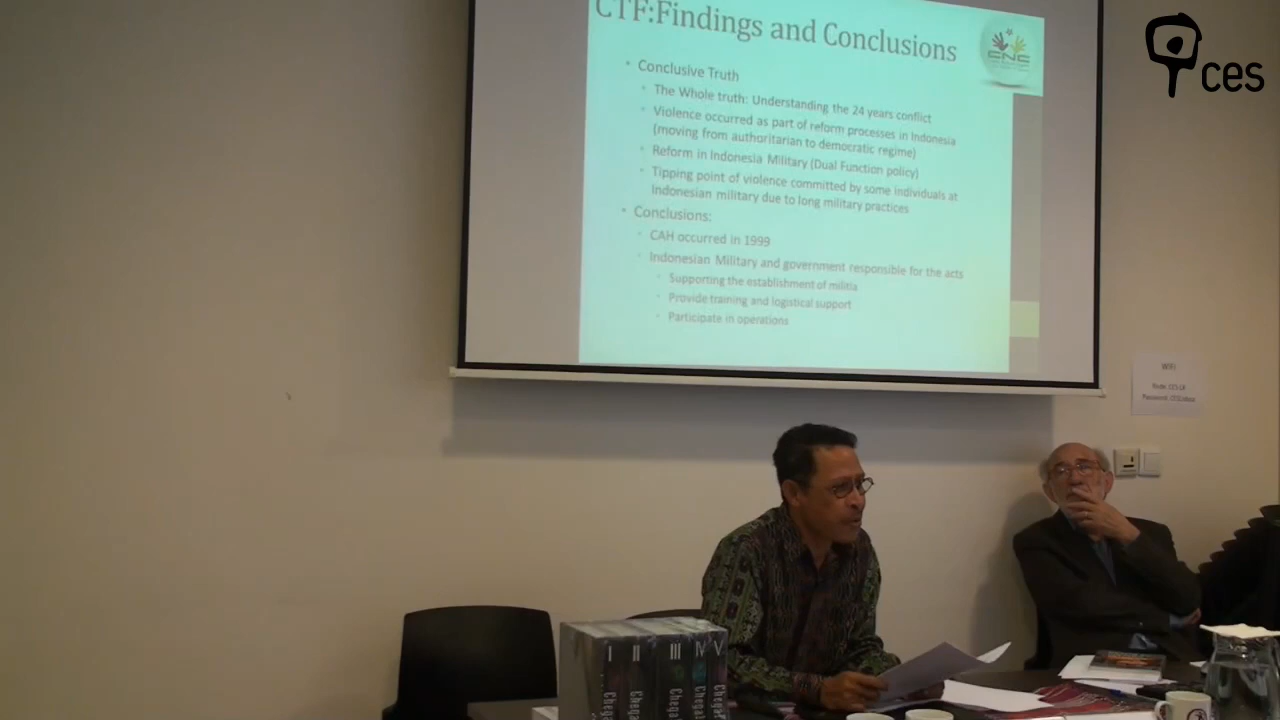 CTF:Findings and Conclusions
CNC
ces
• Conclusive Truth
• The Whole truth: Understanding the 24 years conflict
• Violence occurred as part of reform processes in Indonesia
(moving from authoritarian to democratic regime)
• Reform in Indonesia Military (Dual Function policy)
• Tipping point of violence committed by some individuals at
Indonesian military due to long military practices
• Conclusions:
• CAH occurred in 1999
• Indonesian Military and government responsible for the acts
• Supporting the establishment of militia
• Provide training and logistical support
• Participate in operations
WIFI
I II III IV V